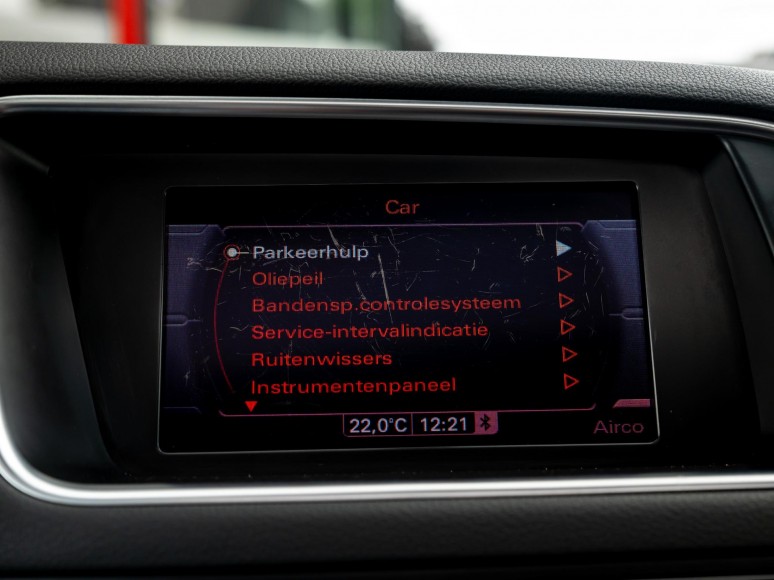 Car
Parkeerhulp
Oliepeil
Bandensp.controlesysteem
Service-intervalindicatie
Ruitenwissers
Instrumentenpaneel
22,0°C 12:21
Airco